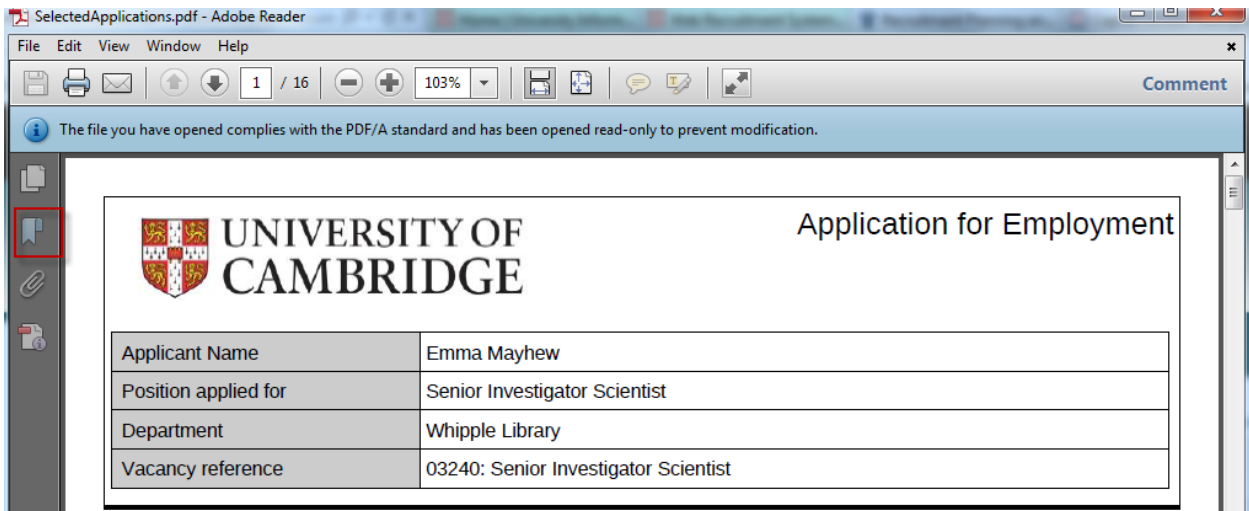 SelectedApplications.pdf - Adobe Reader
File Edit View Window Help
1 / 16 103% Comment
The file you have opened complies with the PDF/A standard and has been opened read-only to prevent modification.
UNIVERSITY OF
CAMBRIDGE
Application for Employment
Applicant Name Emma Mayhew
Position applied for Senior Investigator Scientist
Department Whipple Library
Vacancy reference 03240: Senior Investigator Scientist